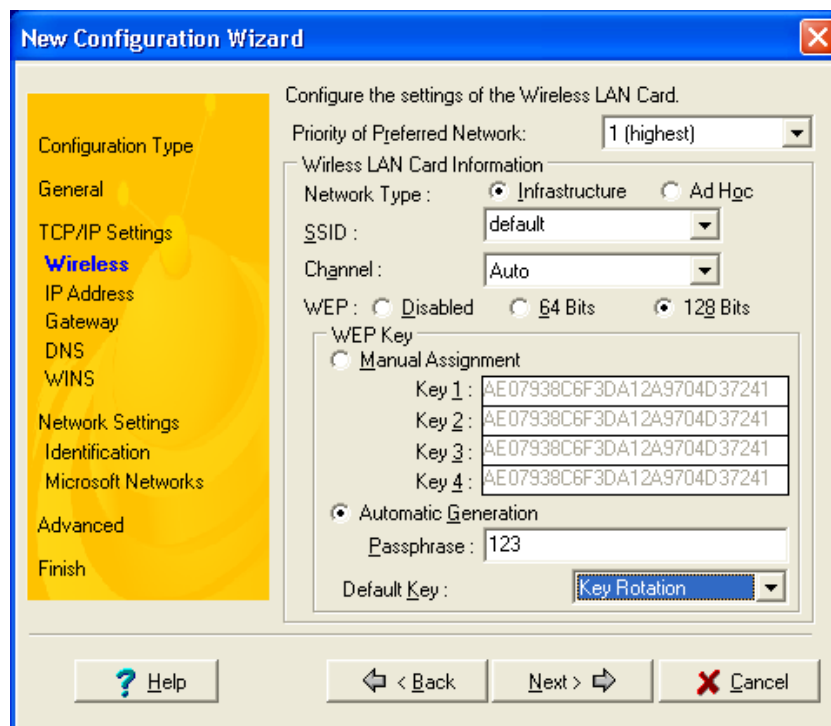 New Configuration Wizard
Configuration Type
General
TCP/IP Settings
Wireless
IP Address
Gateway
DNS
WINS
Network Settings
Identification
Microsoft Networks
Advanced
Finish
Configure the settings of the Wireless LAN Card.
Priority of Preferred Network: 1 (highest)
Wirless LAN Card Information
Network Type : Infrastructure Ad Hoc
SSID : default
Channel : Auto
WEP : Disabled 64 Bits 128 Bits
WEP Key
Manual Assignment
Key 1 : AE07938C6F3DA12A9704D37241
Key 2 : AE07938C6F3DA12A9704D37241
Key 3 : AE07938C6F3DA12A9704D37241
Key 4 : AE07938C6F3DA12A9704D37241
Automatic Generation
Passphrase : 123
Default Key : Key Rotation
? Help < Back Next > Cancel